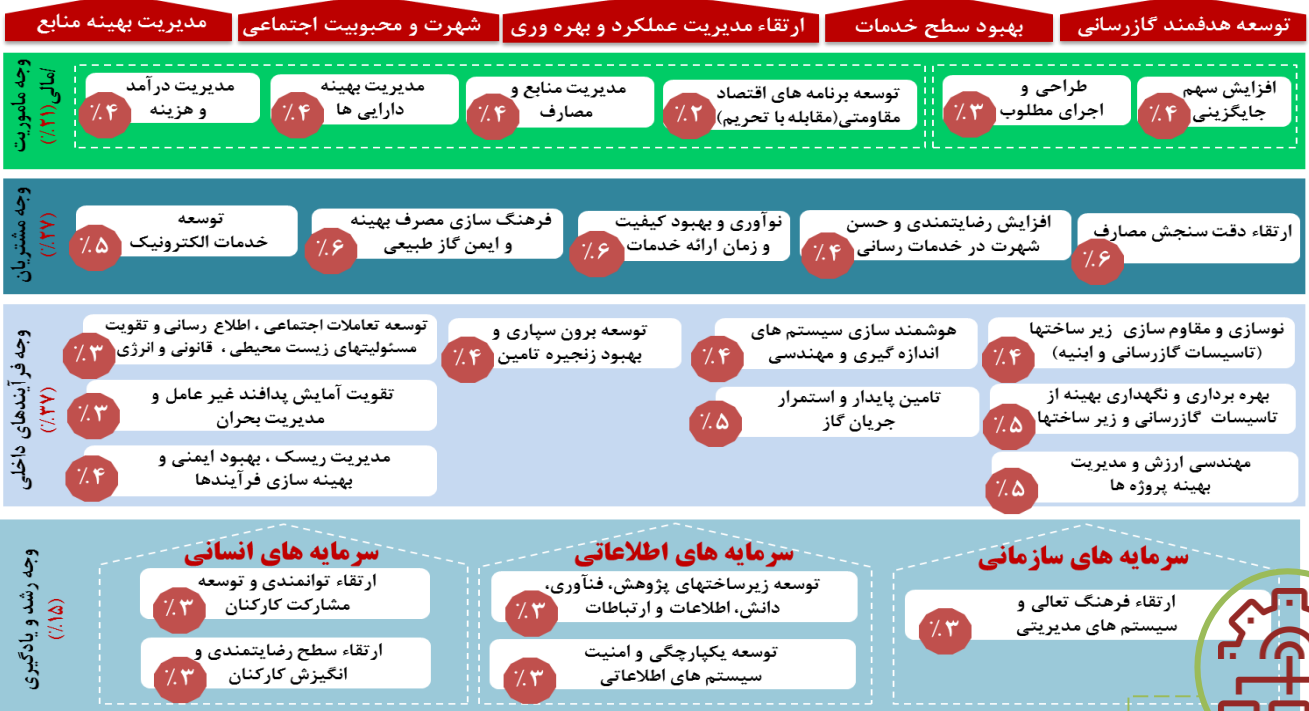 توسعه هدفمند گازرسانی
بهبود سطح خدمات
ارتقاء مدیریت عملکرد و بهره وری
شهرت و محبوبیت اجتماعی
مدیریت بهینه منابع
وجه ماموریت
/مالی(۲۱٪)
افزایش سهم
جایگزینی
٪۴
طراحی و
اجرای مطلوب
٪۳
توسعه برنامه های اقتصاد
مقاومتی(مقابله با تحریم)
٪۲
مدیریت منابع و
مصارف
٪۴
مدیریت بهینه
دارایی ها
٪۴
مدیریت درآمد
و هزینه
٪۴
وجه مشتریان
(۲۷٪)
ارتقاء دقت سنجش مصارف
٪۶
افزایش رضایتمندی و حسن
شهرت در خدمات رسانی
٪۴
نوآوری و بهبود کیفیت
و زمان ارائه خدمات
٪۶
فرهنگ سازی مصرف بهینه
و ایمن گاز طبیعی
٪۶
توسعه
خدمات الکترونیک
٪۵
وجه فرآیندهای داخلی
(۳۷٪)
نوسازی و مقاوم سازی زیر ساختها
(تاسیسات گازرسانی و ابنیه)
٪۴
هوشمند سازی سیستم های
اندازه گیری و مهندسی
٪۴
توسعه برون سپاری و
بهبود زنجیره تامین
٪۴
توسعه تعاملات اجتماعی ، اطلاع رسانی و تقویت
مسئولیتهای زیست محیطی ، قانونی و انرژی
٪۳
بهره برداری و نگهداری بهینه از
تاسیسات گازرسانی و زیر ساختها
٪۵
تامین پایدار و استمرار
جریان گاز
٪۵
تقویت آمایش پدافند غیر عامل و
مدیریت بحران
٪۳
مهندسی ارزش و مدیریت
بهینه پروژه ها
٪۵
مدیریت ریسک ، بهبود ایمنی و
بهینه سازی فرآیندها
٪۴
وجه رشد و یادگیری
(۱۵٪)
سرمایه های سازمانی
ارتقاء فرهنگ تعالی و
سیستم های مدیریتی
٪۳
سرمایه های اطلاعاتی
توسعه زیرساختهای پژوهش، فنآوری،
دانش، اطلاعات و ارتباطات
٪۳
توسعه یکپارچگی و امنیت
سیستم های اطلاعاتی
٪۳
سرمایه های انسانی
ارتقاء توانمندی و توسعه
مشارکت کارکنان
٪۳
ارتقاء سطح رضایتمندی و
انگیزش کارکنان
٪۳